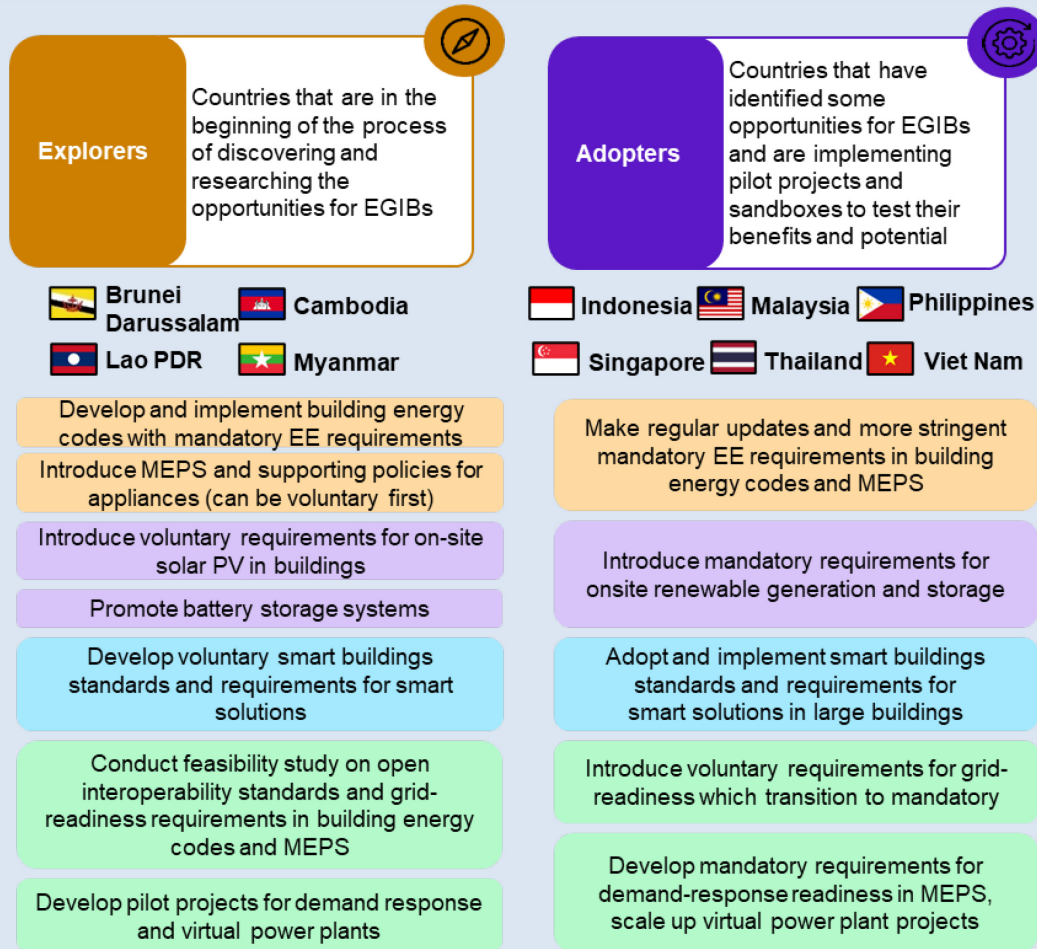 Explorers
Countries that are in the
beginning of the process
of discovering and
researching the
opportunities for EGIBs
Brunei
Darussalam
Cambodia
Lao PDR
Myanmar
Develop and implement building energy
codes with mandatory EE requirements
Introduce MEPS and supporting policies for
appliances (can be voluntary first)
Introduce voluntary requirements for on-site
solar PV in buildings
Promote battery storage systems
Develop voluntary smart buildings
standards and requirements for smart
solutions
Conduct feasibility study on open
interoperability standards and grid-
readiness requirements in building energy
codes and MEPS
Develop pilot projects for demand response
and virtual power plants
Adopters
Countries that have
identified some
opportunities for EGIBs
and are implementing
pilot projects and
sandboxes to test their
benefits and potential
Indonesia
Malaysia
Philippines
Singapore
Thailand
Viet Nam
Make regular updates and more stringent
mandatory EE requirements in building
energy codes and MEPS
Introduce mandatory requirements for
onsite renewable generation and storage
Adopt and implement smart buildings
standards and requirements for
smart solutions in large buildings
Introduce voluntary requirements for grid-
readiness which transition to mandatory
Develop mandatory requirements for
demand-response readiness in MEPS,
scale up virtual power plant projects